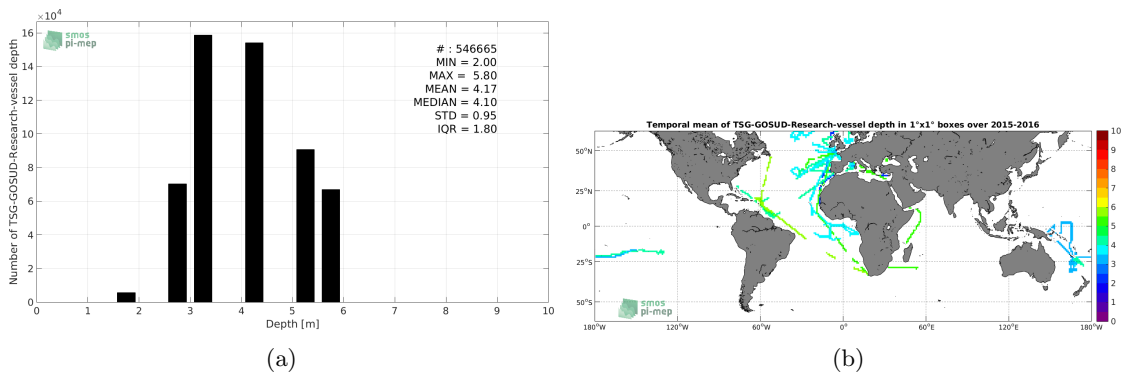 ×10⁴
smos
pi-mep
# : 546665
MIN = 2.00
MAX = 5.80
MEAN = 4.17
MEDIAN = 4.10
STD = 0.95
IQR = 1.80
16
14
12
10
8
6
4
2
0
Number of TSG-GOSUD-Research-vessel depth
0 1 2 3 4 5 6 7 8 9 10
Depth [m]
(a)
Temporal mean of TSG-GOSUD-Research-vessel depth in 1°x1° boxes over 2015-2016
50°N
25°N
0°
25°S
50°S
smos
pi-mep
180°W 120°W 60°W 0° 60°E 120°E 180°W
10
9
8
7
6
5
4
3
2
1
0
(b)